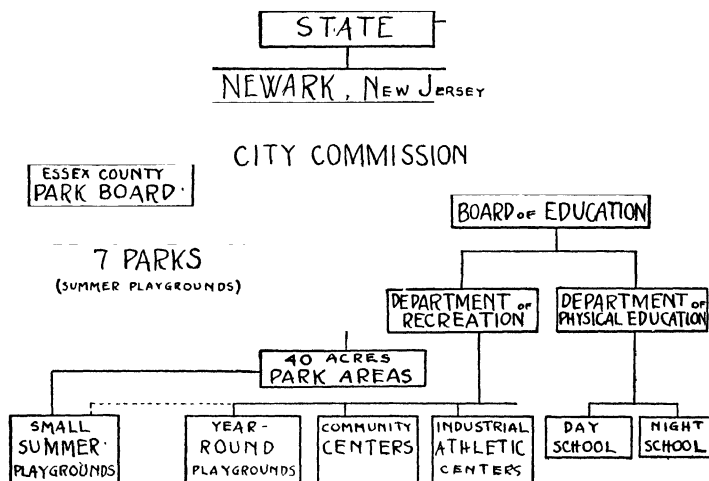 STATE
NEWARK, NEW JERSEY
CITY COMMISSION
ESSEX COUNTY
PARK BOARD
BOARD OF EDUCATION
7 PARKS
(SUMMER PLAYGROUNDS)
DEPARTMENT OF
RECREATION
DEPARTMENT OF
PHYSICAL EDUCATION
40 ACRES
PARK AREAS
SMALL
SUMMER
PLAYGROUNDS
YEAR-
ROUND
PLAYGROUNDS
COMMUNITY
CENTERS
INDUSTRIAL
ATHLETIC
CENTERS
DAY
SCHOOL
NIGHT
SCHOOL